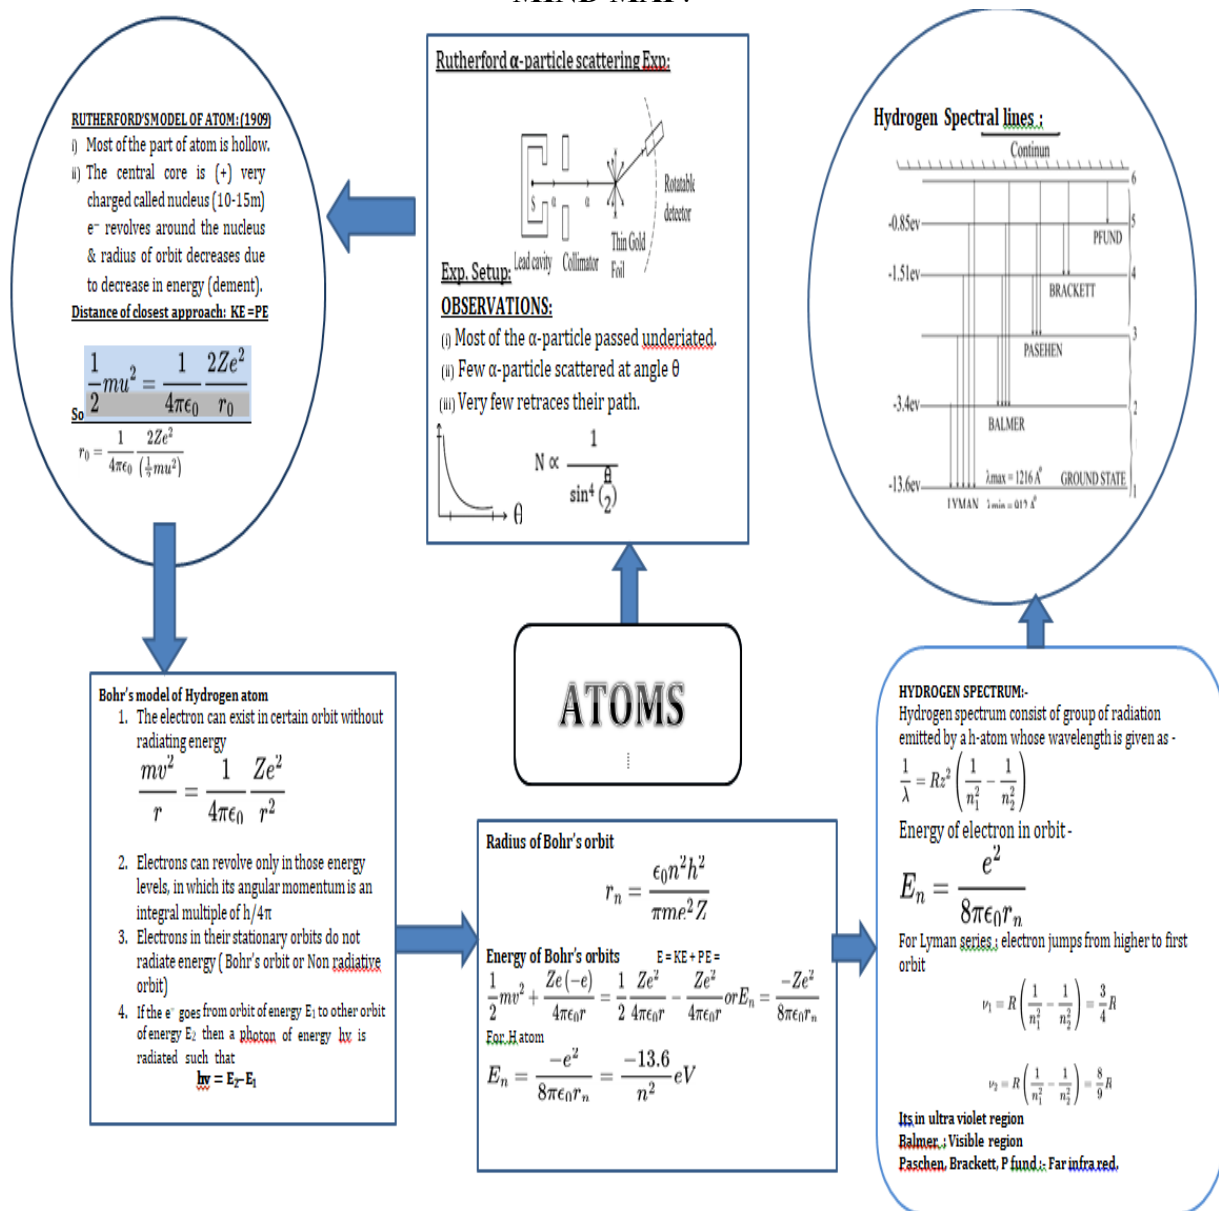 MIND MAP:
RUTHERFORD'SMODEL OF ATOM: (1909)
i) Most of the part of atom is hollow.
ii) The central core is (+) very
charged called nucleus (10-15m)
e⁻ revolves around the nucleus
& radius of orbit decreases due
to decrease in energy (dement).
Distance of closest approach: KE =PE
1/2 mu² = 1/4πϵ₀ 2Ze²/r₀
So
r₀ = 1/4πϵ₀ 2Ze²/(½mu²)
Rutherford α-particle scattering Exp:
S α α
Rotatable
detector
Thin Gold
Foil
Lead cavity Collimator
Exp. Setup:
OBSERVATIONS:
(i) Most of the α-particle passed underiated.
(ii) Few α-particle scattered at angle θ
(iii) Very few retraces their path.
N ∝ 1/sin⁴(θ/2)
θ
Hydrogen Spectral lines :
Continun
6
-0.85ev 5
PFUND
-1.51ev 4
BRACKETT
3
PASEHEN
-3.4ev 2
BALMER
-13.6ev λmax = 1216 A° GROUND STATE
1
LYMAN λmin = 912 A°
ATOMS
Bohr's model of Hydrogen atom
1. The electron can exist in certain orbit without
radiating energy
mv²/r = 1/4πϵ₀ Ze²/r²
2. Electrons can revolve only in those energy
levels, in which its angular momentum is an
integral multiple of h/4π
3. Electrons in their stationary orbits do not
radiate energy ( Bohr's orbit or Non radiative
orbit)
4. If the e⁻ goes from orbit of energy E₁ to other orbit
of energy E₂ then a photon of energy hv is
radiated such that
hv = E₂–E₁
Radius of Bohr's orbit
rₙ = ϵ₀n²h²/πme²Z
Energy of Bohr's orbits E = KE + PE =
1/2 mv² + Ze(−e)/4πϵ₀r = 1/2 Ze²/4πϵ₀r − Ze²/4πϵ₀r orEₙ = −Ze²/8πϵ₀rₙ
For H atom
Eₙ = −e²/8πϵ₀rₙ = −13.6/n² eV
HYDROGEN SPECTRUM:-
Hydrogen spectrum consist of group of radiation
emitted by a h-atom whose wavelength is given as -
1/λ = Rz² (1/n₁² − 1/n₂²)
Energy of electron in orbit -
Eₙ = e²/8πϵ₀rₙ
For Lyman series ; electron jumps from higher to first
orbit
ν₁ = R (1/n₁² − 1/n₂²) = 3/4 R
ν₂ = R (1/n₁² − 1/n₂²) = 8/9 R
Its in ultra violet region
Balmer ; Visible region
Paschen, Brackett, P fund :- Far infra red.